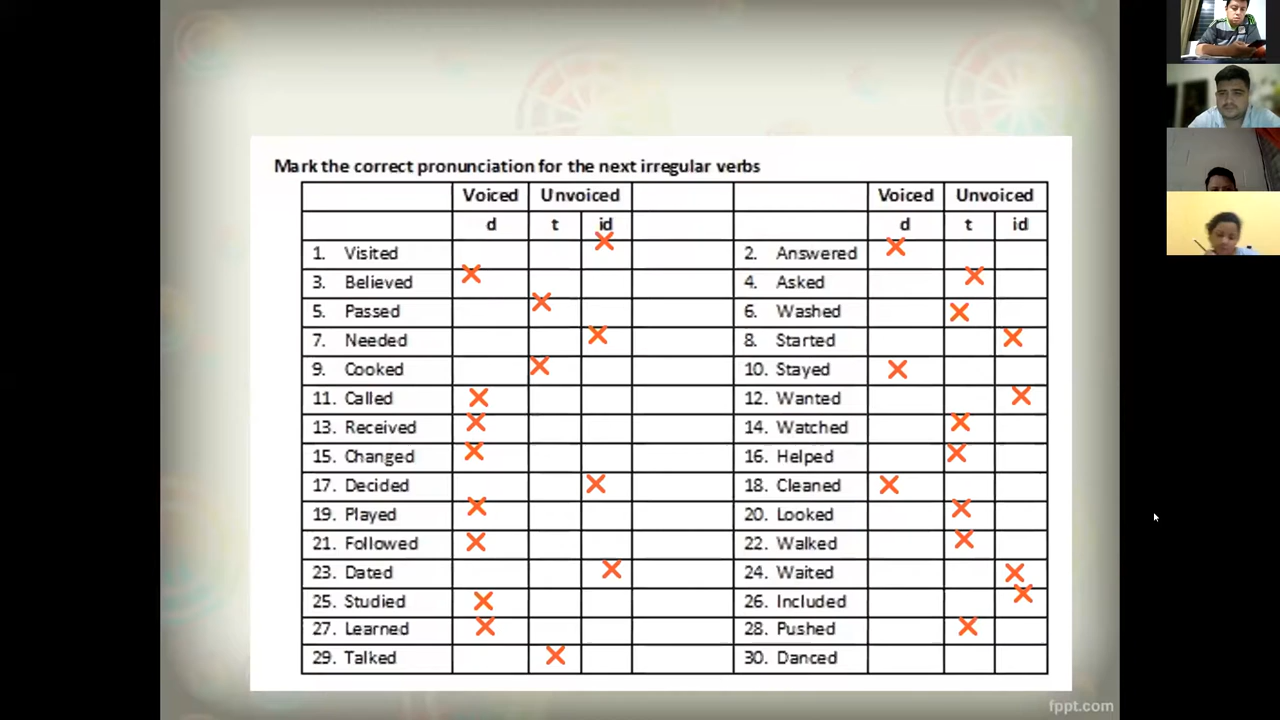 Mark the correct pronunciation for the next irregular verbs
Voiced Unvoiced Voiced Unvoiced
d t id d t id
1. Visited 2. Answered
3. Believed 4. Asked
5. Passed 6. Washed
7. Needed 8. Started
9. Cooked 10. Stayed
11. Called 12. Wanted
13. Received 14. Watched
15. Changed 16. Helped
17. Decided 18. Cleaned
19. Played 20. Looked
21. Followed 22. Walked
23. Dated 24. Waited
25. Studied 26. Included
27. Learned 28. Pushed
29. Talked 30. Danced
fppt.com